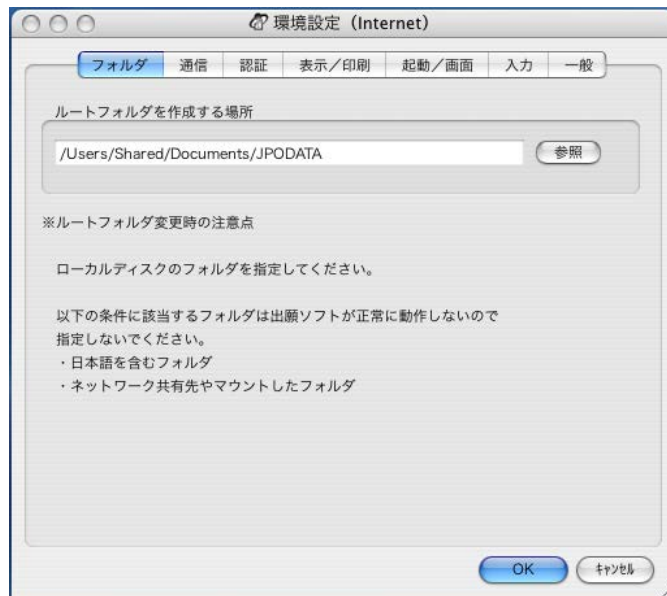 環境設定（Internet）
フォルダ 通信 認証 表示／印刷 起動／画面 入力 一般
ルートフォルダを作成する場所
/Users/Shared/Documents/JPODATA 参照
※ルートフォルダ変更時の注意点
ローカルディスクのフォルダを指定してください。
以下の条件に該当するフォルダは出願ソフトが正常に動作しないので
指定しないでください。
・日本語を含むフォルダ
・ネットワーク共有先やマウントしたフォルダ
OK ｷｬﾝｾﾙ